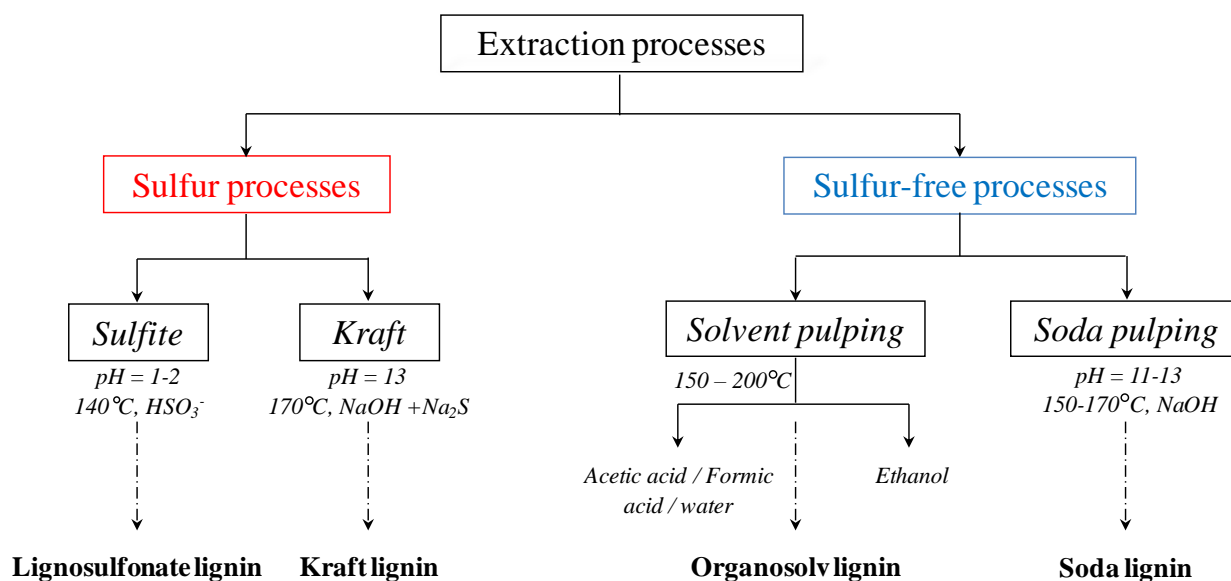 Extraction processes
Sulfur processes
Sulfur-free processes
Sulfite
Kraft
Solvent pulping
Soda pulping
pH = 1-2
140°C, HSO₃⁻
pH = 13
170°C, NaOH +Na₂S
150 – 200°C
pH = 11-13
150-170°C, NaOH
Acetic acid / Formic
acid / water
Ethanol
Lignosulfonate lignin
Kraft lignin
Organosolv lignin
Soda lignin